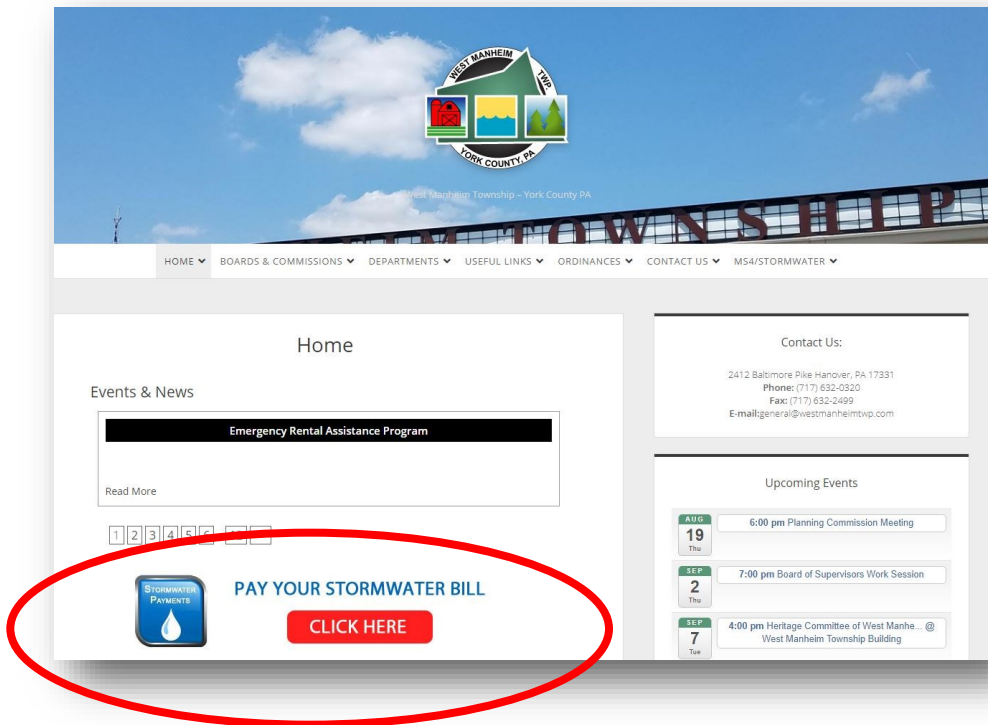 WEST MANHEIM TWP.
YORK COUNTY, PA
West Manheim Township – York County PA
TOWNSHIP
HOME BOARDS & COMMISSIONS DEPARTMENTS USEFUL LINKS ORDINANCES CONTACT US MS4/STORMWATER
Home
Events & News
Emergency Rental Assistance Program
Read More
1 2 3 4 5 6
STORMWATER
PAYMENTS
PAY YOUR STORMWATER BILL
CLICK HERE
Contact Us:
2412 Baltimore Pike Hanover, PA 17331
Phone: (717) 632-0320
Fax: (717) 632-2499
E-mail:general@westmanheimtwp.com
Upcoming Events
AUG
19
Thu
6:00 pm Planning Commission Meeting
SEP
2
Thu
7:00 pm Board of Supervisors Work Session
SEP
7
Tue
4:00 pm Heritage Committee of West Manhe... @
West Manheim Township Building